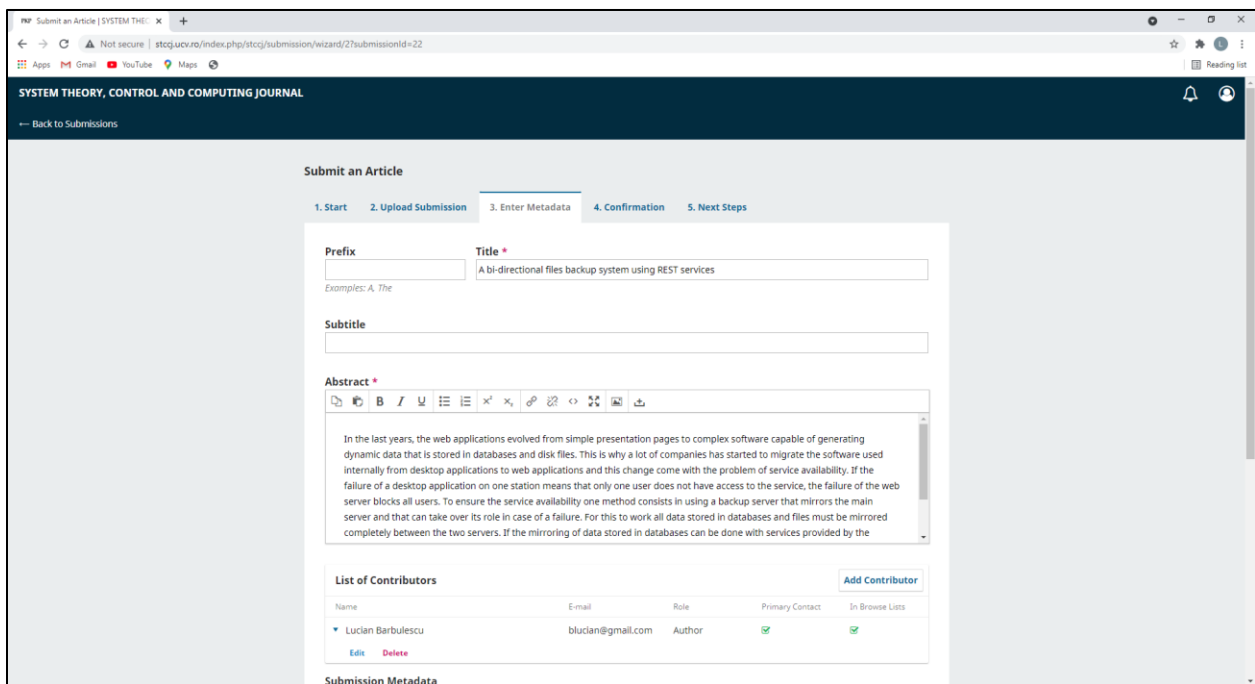 Submit an Article | SYSTEM THEO
Not secure | stccj.ucv.ro/index.php/stccj/submission/wizard/2?submissionId=22
Apps Gmail YouTube Maps Reading list
SYSTEM THEORY, CONTROL AND COMPUTING JOURNAL
← Back to Submissions
Submit an Article
1. Start 2. Upload Submission 3. Enter Metadata 4. Confirmation 5. Next Steps
Prefix Title *
A bi-directional files backup system using REST services
Examples: A, The
Subtitle
Abstract *
In the last years, the web applications evolved from simple presentation pages to complex software capable of generating
dynamic data that is stored in databases and disk files. This is why a lot of companies has started to migrate the software used
internally from desktop applications to web applications and this change come with the problem of service availability. If the
failure of a desktop application on one station means that only one user does not have access to the service, the failure of the web
server blocks all users. To ensure the service availability one method consists in using a backup server that mirrors the main
server and that can take over its role in case of a failure. For this to work all data stored in databases and files must be mirrored
completely between the two servers. If the mirroring of data stored in databases can be done with services provided by the
List of Contributors Add Contributor
Name E-mail Role Primary Contact In Browse Lists
Lucian Barbulescu blucian@gmail.com Author
Edit Delete
Submission Metadata